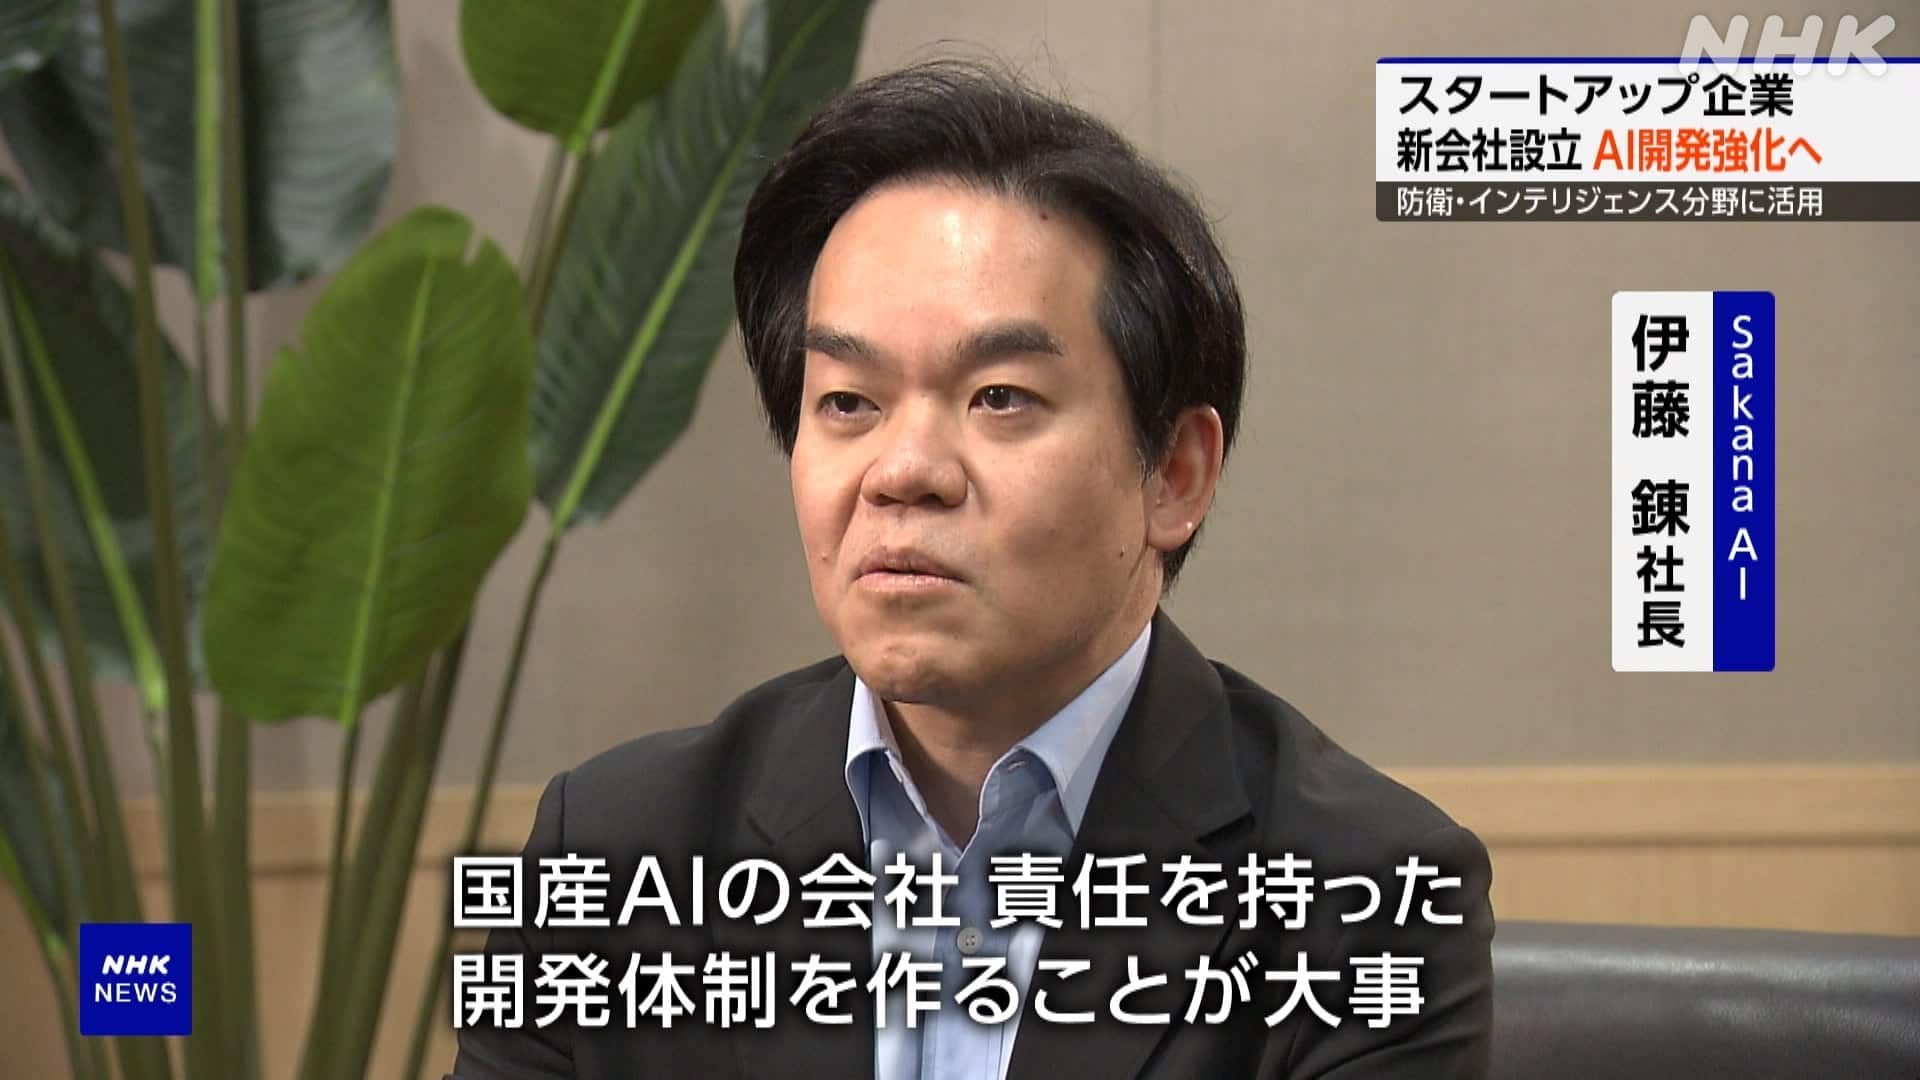 NHK
スタートアップ企業
新会社設立 AI開発強化へ
防衛・インテリジェンス分野に活用
Sakana AI
伊藤 錬社長
国産AIの会社 責任を持った
開発体制を作ることが大事
NHK
NEWS